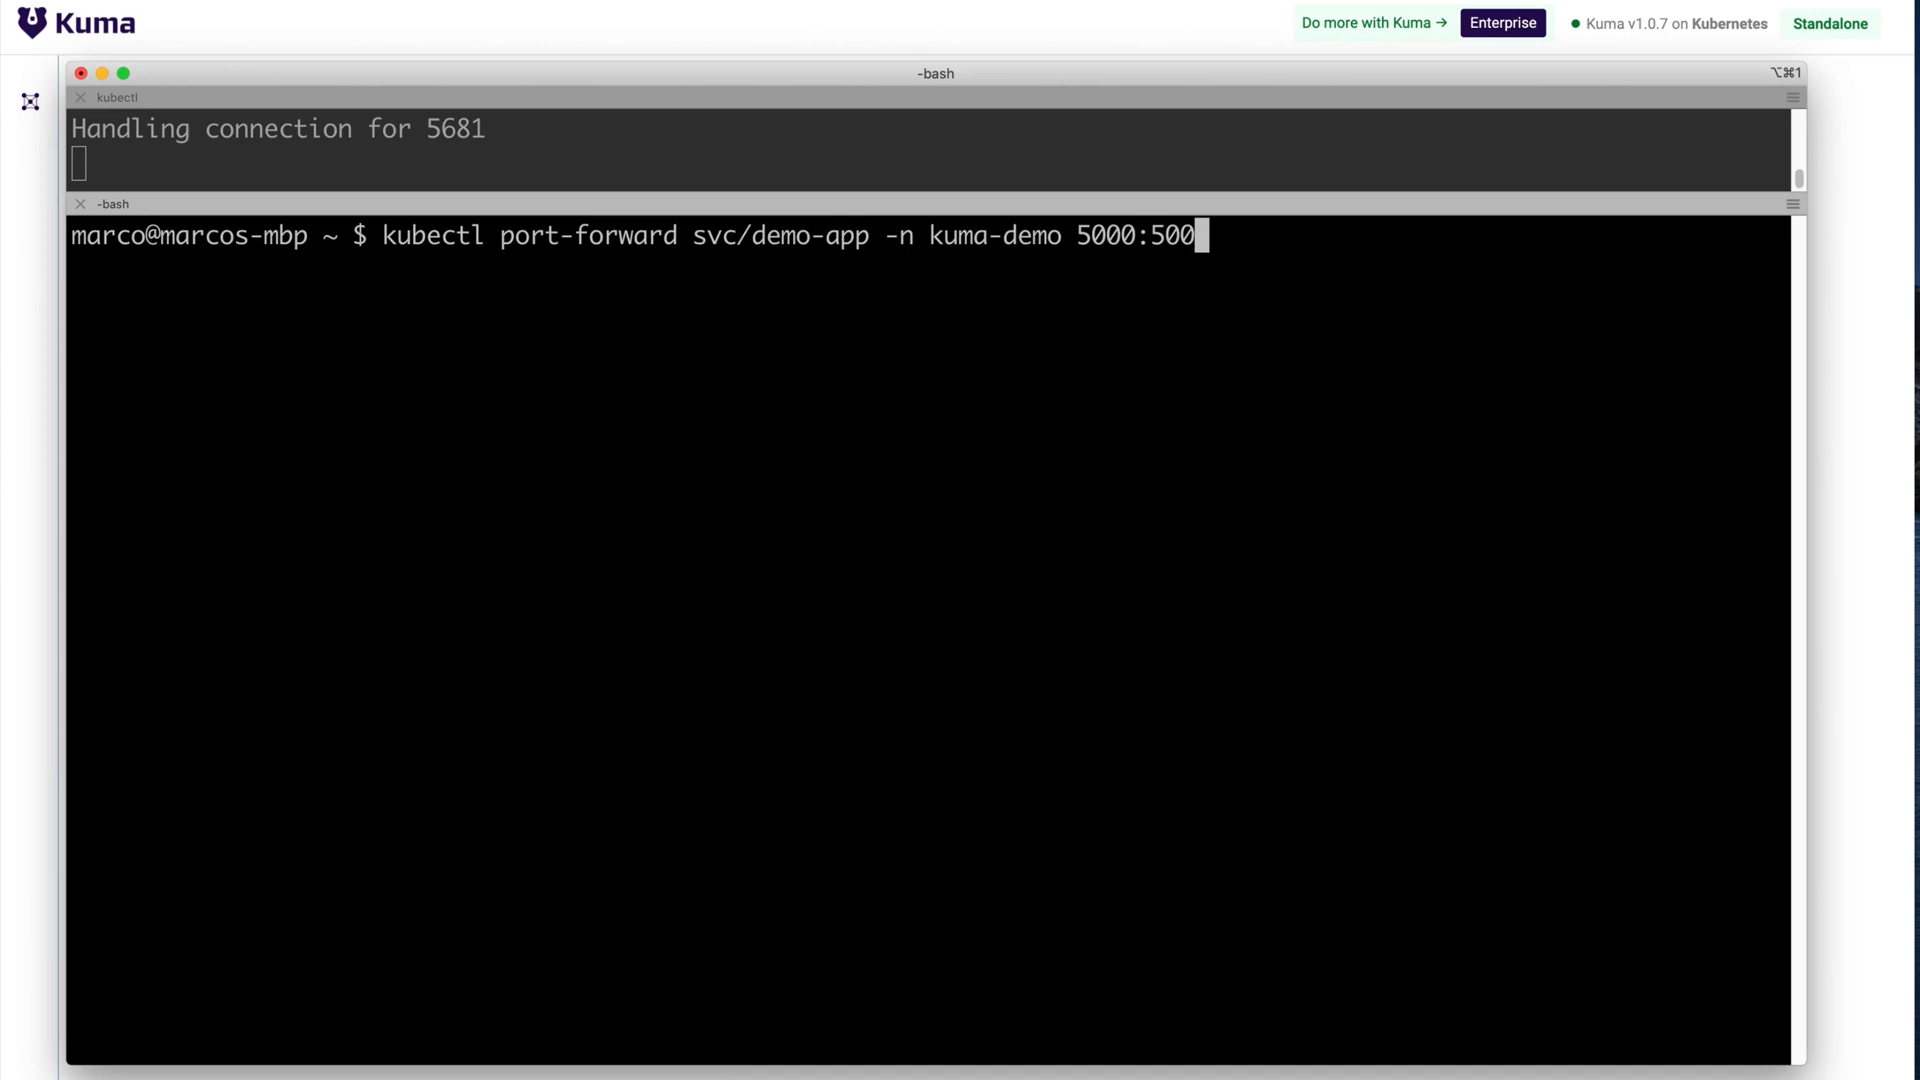 Kuma
Do more with Kuma →
Enterprise
Kuma v1.0.7 on Kubernetes
Standalone
-bash
⌥⌘1
kubectl
Handling connection for 5681
-bash
marco@marcos-mbp ~ $ kubectl port-forward svc/demo-app -n kuma-demo 5000:500